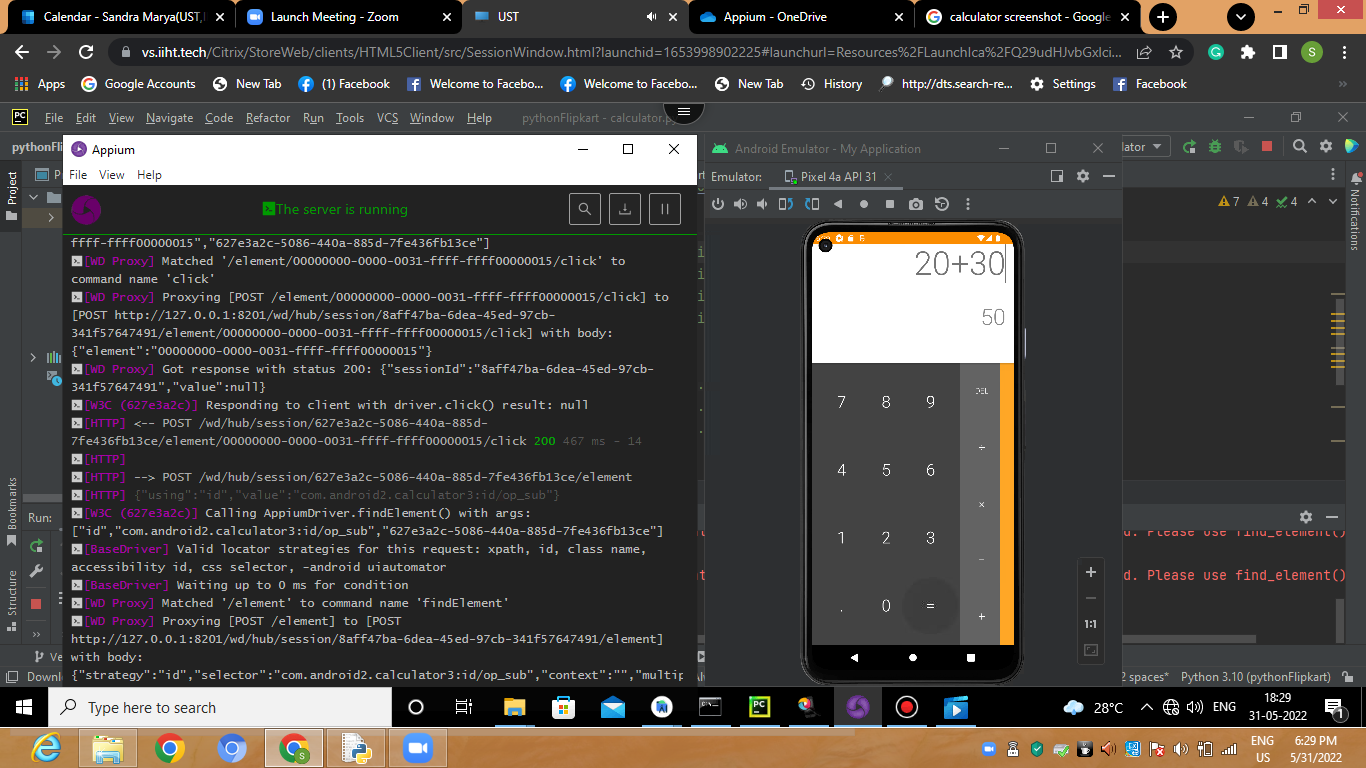 Calendar - Sandra Marya(UST,
Launch Meeting - Zoom
UST
Appium - OneDrive
calculator screenshot - Google
vs.iiht.tech/Citrix/StoreWeb/clients/HTML5Client/src/SessionWindow.html?launchid=1653998902225#launchurl=Resources%2FLaunchIca%2FQ29udHJvbGxlci...
S
Apps
Google Accounts
New Tab
(1) Facebook
Welcome to Facebo...
Welcome to Facebo...
New Tab
History
http://dts.search-re...
Settings
Facebook
PC File Edit View Navigate Code Refactor Run Tools VCS Window Help pythonFlipkart - calculator.p
pythonFli
Appium
File View Help
The server is running
ffff-ffff00000015","627e3a2c-5086-440a-885d-7fe436fb13ce"]
[WD Proxy] Matched '/element/00000000-0000-0031-ffff-ffff00000015/click' to
command name 'click'
[WD Proxy] Proxying [POST /element/00000000-0000-0031-ffff-ffff00000015/click] to
[POST http://127.0.0.1:8201/wd/hub/session/8aff47ba-6dea-45ed-97cb-
341f57647491/element/00000000-0000-0031-ffff-ffff00000015/click] with body:
{"element":"00000000-0000-0031-ffff-ffff00000015"}
[WD Proxy] Got response with status 200: {"sessionId":"8aff47ba-6dea-45ed-97cb-
341f57647491","value":null}
[W3C (627e3a2c)] Responding to client with driver.click() result: null
[HTTP] <-- POST /wd/hub/session/627e3a2c-5086-440a-885d-
7fe436fb13ce/element/00000000-0000-0031-ffff-ffff00000015/click 200 467 ms - 14
[HTTP]
[HTTP] --> POST /wd/hub/session/627e3a2c-5086-440a-885d-7fe436fb13ce/element
[HTTP] {"using":"id","value":"com.android2.calculator3:id/op_sub"}
[W3C (627e3a2c)] Calling AppiumDriver.findElement() with args:
["id","com.android2.calculator3:id/op_sub","627e3a2c-5086-440a-885d-7fe436fb13ce"]
[BaseDriver] Valid locator strategies for this request: xpath, id, class name,
accessibility id, css selector, -android uiautomator
[BaseDriver] Waiting up to 0 ms for condition
[WD Proxy] Matched '/element' to command name 'findElement'
[WD Proxy] Proxying [POST /element] to [POST
http://127.0.0.1:8201/wd/hub/session/8aff47ba-6dea-45ed-97cb-341f57647491/element]
with body:
{"strategy":"id","selector":"com.android2.calculator3:id/op_sub","context":"","multip
Project
Bookmarks
Structure
Run:
Ve
Downl
Android Emulator - My Application
Emulator: Pixel 4a API 31
20+30
50
7 8 9 DEL
÷
4 5 6
×
1 2 3
−
. 0 =
+
+
−
1:1
lator
7 4 4
Notifications
d. Please use find_element()
d. Please use find_element()
2 spaces* Python 3.10 (pythonFlipkart)
Type here to search
PC
28°C
ENG
18:29
31-05-2022
1
S
ENG
US
6:29 PM
5/31/2022